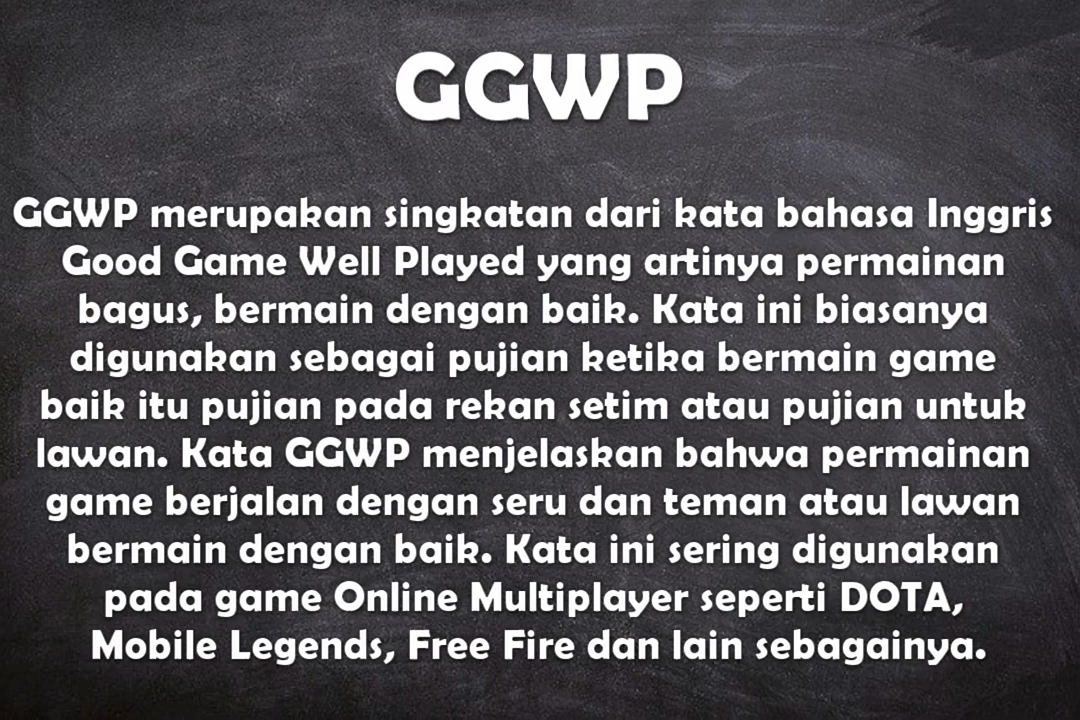 GGWP
GGWP merupakan singkatan dari kata bahasa Inggris
Good Game Well Played yang artinya permainan
bagus, bermain dengan baik. Kata ini biasanya
digunakan sebagai pujian ketika bermain game
baik itu pujian pada rekan setim atau pujian untuk
lawan. Kata GGWP menjelaskan bahwa permainan
game berjalan dengan seru dan teman atau lawan
bermain dengan baik. Kata ini sering digunakan
pada game Online Multiplayer seperti DOTA,
Mobile Legends, Free Fire dan lain sebagainya.